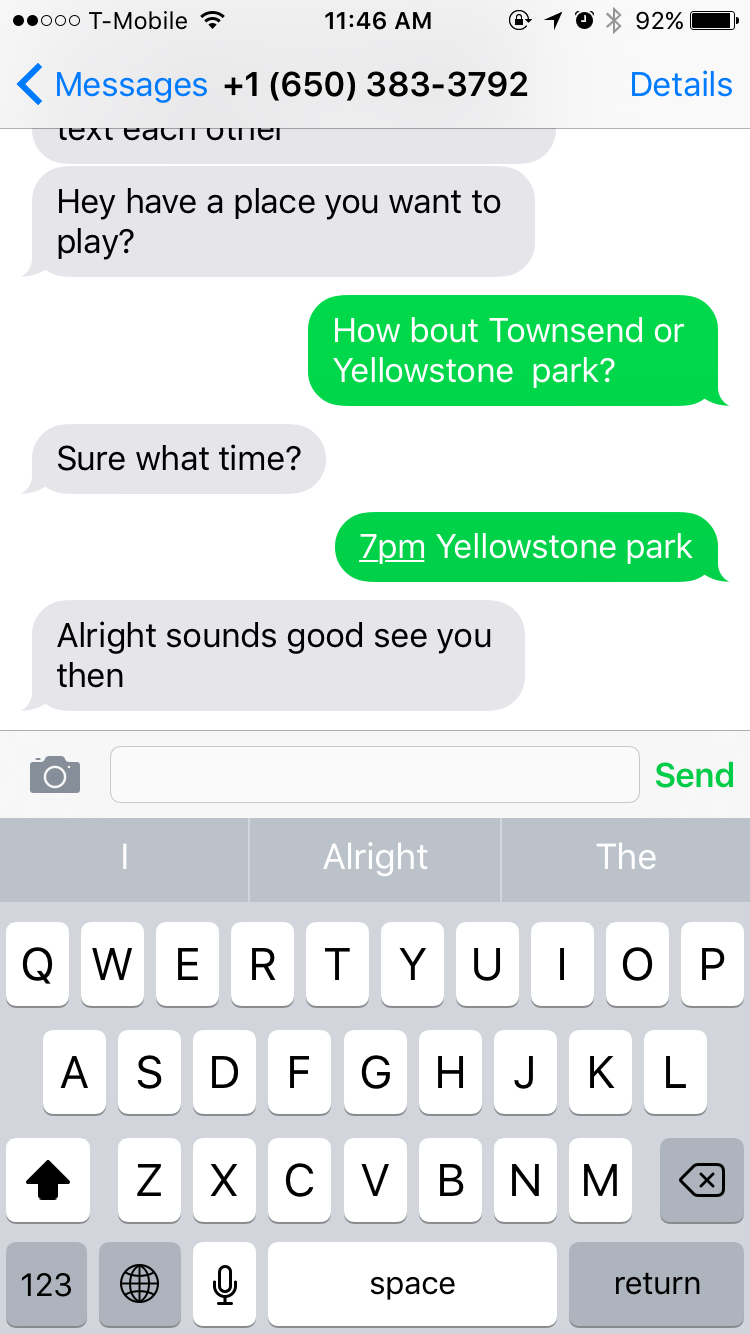 T-Mobile 11:46 AM 92%
Messages +1 (650) 383-3792 Details
text each other
Hey have a place you want to
play?
How bout Townsend or
Yellowstone  park?
Sure what time?
7pm Yellowstone park
Alright sounds good see you
then
Send
I Alright The
Q W E R T Y U I O P
A S D F G H J K L
Z X C V B N M
123 space return